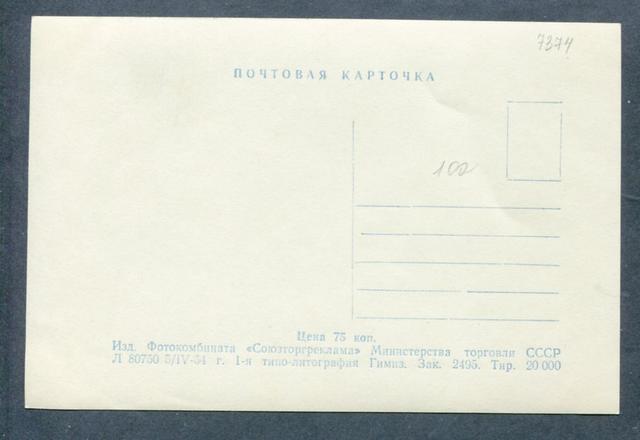 7374
ПОЧТОВАЯ КАРТОЧКА
100
Цена 75 коп.
Изд. Фотокомбината «Союзторгреклама» Министерства торговли СССР
Л 80750 5/IV-54 г. 1-я типо-литография Гимиз. Зак. 2495. Тир. 20 000